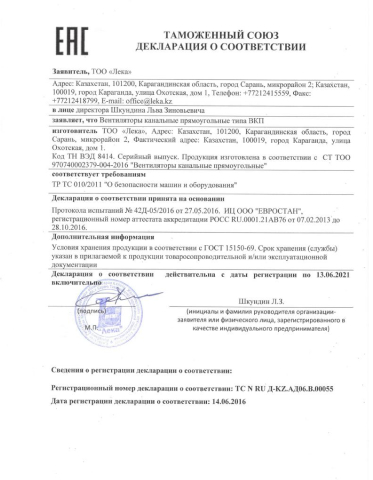 ЕАС
ТАМОЖЕННЫЙ СОЮЗ
ДЕКЛАРАЦИЯ О СООТВЕТСТВИИ
Заявитель, ТОО «Лека»
Адрес: Казахстан, 101200, Карагандинская область, город Сарань, микрорайон 2; Казахстан,
100019, город Караганда, улица Охотская, дом 1, Телефон: +77212415559, Факс:
+77212418799, E-mail: office@leka.kz
в лице директора Шкундина Льва Зиновьевича
заявляет, что Вентиляторы канальные прямоугольные типа ВКП
изготовитель ТОО «Лека», Адрес: Казахстан, 101200, Карагандинская область, город
Сарань, микрорайон 2, Фактический адрес: Казахстан, 100019, город Караганда, улица
Охотская, дом 1.
Код ТН ВЭД 8414. Серийный выпуск. Продукция изготовлена в соответствии с СТ ТОО
970740002379-004-2016 "Вентиляторы канальные прямоугольные"
соответствует требованиям
ТР ТС 010/2011 "О безопасности машин и оборудования"
Декларация о соответствии принята на основании
Протокола испытаний № 42Д-05/2016 от 27.05.2016. ИЦ ООО "ЕВРОСТАН",
регистрационный номер аттестата аккредитации РОСС RU.0001.21АВ76 от 07.02.2013 до
28.10.2016.
Дополнительная информация
Условия хранения продукции в соответствии с ГОСТ 15150-69. Срок хранения (службы)
указан в прилагаемой к продукции товаросопроводительной и/или эксплуатационной
документации
Декларация о соответствии действительна с даты регистрации по 13.06.2021
включительно
Шкундин Л.З.
(подпись)
(инициалы и фамилия руководителя организации-
заявителя или физического лица, зарегистрированного в
качестве индивидуального предпринимателя)
М.П.
Лека
Сведения о регистрации декларации о соответствии:
Регистрационный номер декларации о соответствии: ТС N RU Д-KZ.АД06.В.00055
Дата регистрации декларации о соответствии: 14.06.2016